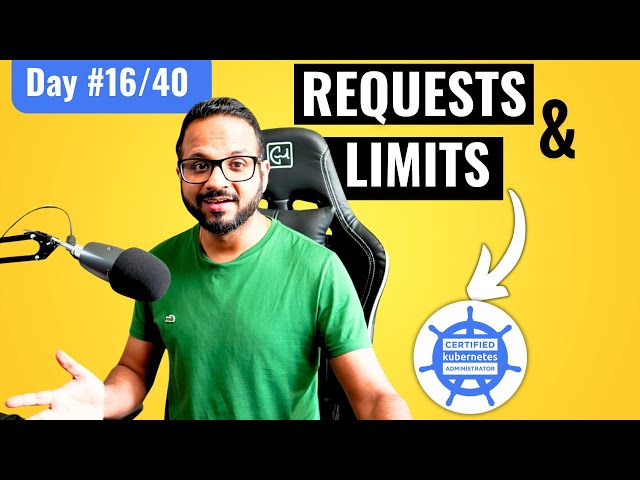 Day #16/40
REQUESTS
&
LIMITS
CERTIFIED
kubernetes
ADMINISTRATOR